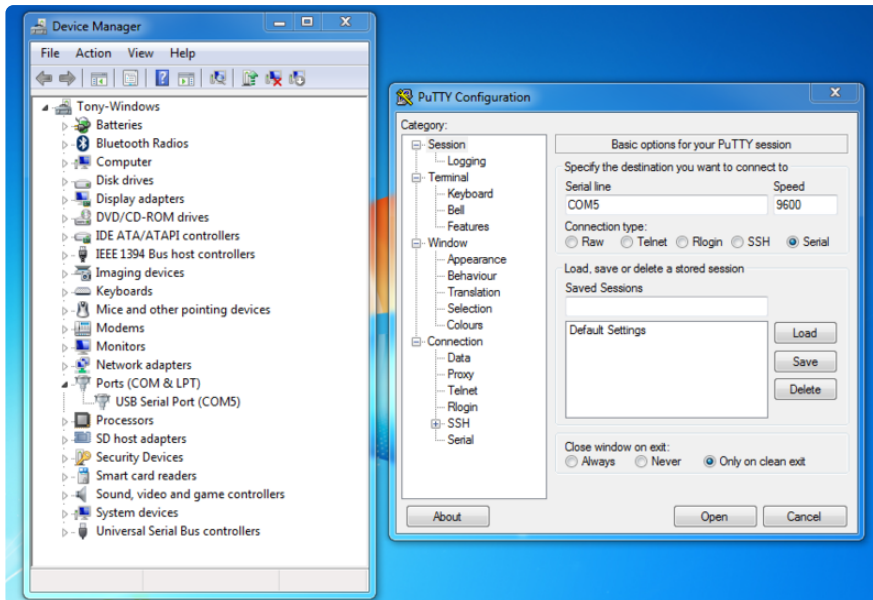 Device Manager
File Action View Help
Tony-Windows
Batteries
Bluetooth Radios
Computer
Disk drives
Display adapters
DVD/CD-ROM drives
IDE ATA/ATAPI controllers
IEEE 1394 Bus host controllers
Imaging devices
Keyboards
Mice and other pointing devices
Modems
Monitors
Network adapters
Ports (COM & LPT)
USB Serial Port (COM5)
Processors
SD host adapters
Security Devices
Smart card readers
Sound, video and game controllers
System devices
Universal Serial Bus controllers
PuTTY Configuration
Category:
Session
Logging
Terminal
Keyboard
Bell
Features
Window
Appearance
Behaviour
Translation
Selection
Colours
Connection
Data
Proxy
Telnet
Rlogin
SSH
Serial
Basic options for your PuTTY session
Specify the destination you want to connect to
Serial line Speed
COM5 9600
Connection type:
Raw Telnet Rlogin SSH Serial
Load, save or delete a stored session
Saved Sessions
Default Settings
Load
Save
Delete
Close window on exit:
Always Never Only on clean exit
About Open Cancel